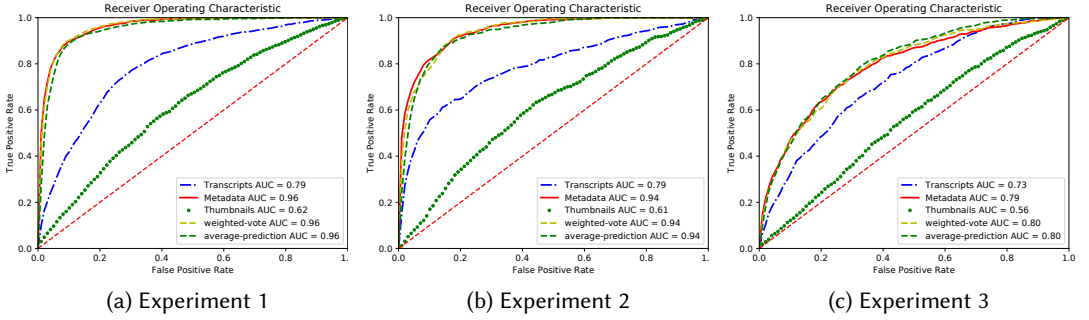 Receiver Operating Characteristic
True Positive Rate
1.0
0.8
0.6
0.4
0.2
0.0
Transcripts AUC = 0.79
Metadata AUC = 0.96
Thumbnails AUC = 0.62
weighted-vote AUC = 0.96
average-prediction AUC = 0.96
0.0 0.2 0.4 0.6 0.8 1.0
False Positive Rate
(a) Experiment 1
Receiver Operating Characteristic
True Positive Rate
1.0
0.8
0.6
0.4
0.2
0.0
Transcripts AUC = 0.79
Metadata AUC = 0.94
Thumbnails AUC = 0.61
weighted-vote AUC = 0.94
average-prediction AUC = 0.94
0.0 0.2 0.4 0.6 0.8 1.0
False Positive Rate
(b) Experiment 2
Receiver Operating Characteristic
True Positive Rate
1.0
0.8
0.6
0.4
0.2
0.0
Transcripts AUC = 0.73
Metadata AUC = 0.79
Thumbnails AUC = 0.56
weighted-vote AUC = 0.80
average-prediction AUC = 0.80
0.0 0.2 0.4 0.6 0.8 1.0
False Positive Rate
(c) Experiment 3